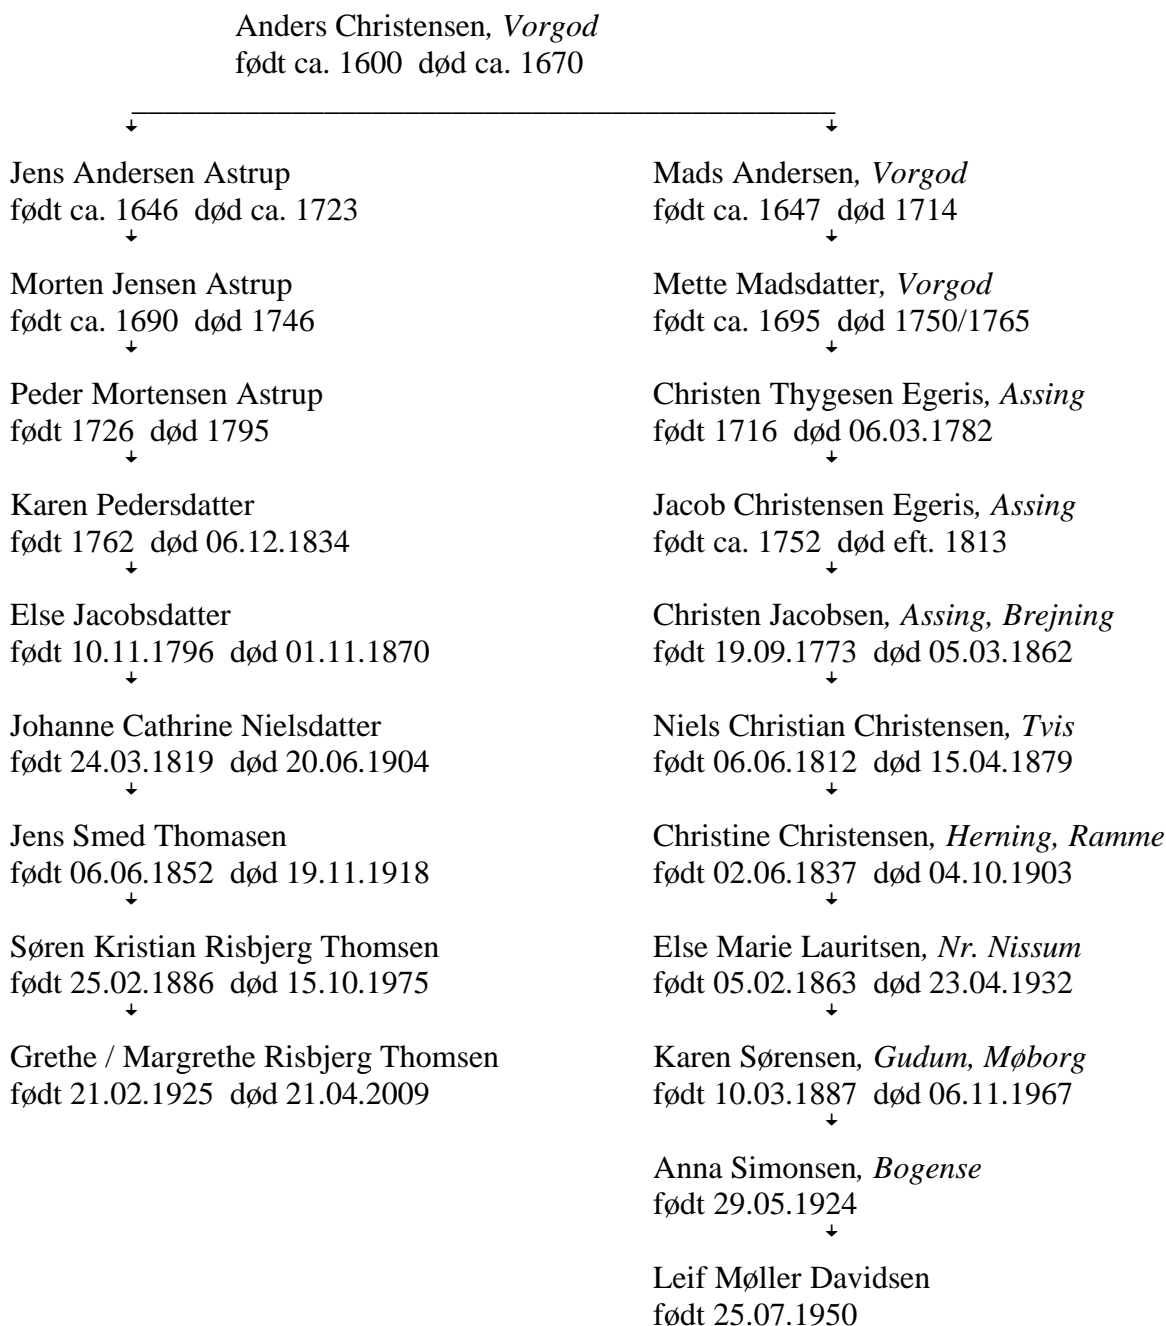 Anders Christensen, Vorgod
født ca. 1600  død ca. 1670
Jens Andersen Astrup
født ca. 1646  død ca. 1723
Morten Jensen Astrup
født ca. 1690  død 1746
Peder Mortensen Astrup
født 1726  død 1795
Karen Pedersdatter
født 1762  død 06.12.1834
Else Jacobsdatter
født 10.11.1796  død 01.11.1870
Johanne Cathrine Nielsdatter
født 24.03.1819  død 20.06.1904
Jens Smed Thomasen
født 06.06.1852  død 19.11.1918
Søren Kristian Risbjerg Thomsen
født 25.02.1886  død 15.10.1975
Grethe / Margrethe Risbjerg Thomsen
født 21.02.1925  død 21.04.2009
Mads Andersen, Vorgod
født ca. 1647  død 1714
Mette Madsdatter, Vorgod
født ca. 1695  død 1750/1765
Christen Thygesen Egeris, Assing
født 1716  død 06.03.1782
Jacob Christensen Egeris, Assing
født ca. 1752  død eft. 1813
Christen Jacobsen, Assing, Brejning
født 19.09.1773  død 05.03.1862
Niels Christian Christensen, Tvis
født 06.06.1812  død 15.04.1879
Christine Christensen, Herning, Ramme
født 02.06.1837  død 04.10.1903
Else Marie Lauritsen, Nr. Nissum
født 05.02.1863  død 23.04.1932
Karen Sørensen, Gudum, Møborg
født 10.03.1887  død 06.11.1967
Anna Simonsen, Bogense
født 29.05.1924
Leif Møller Davidsen
født 25.07.1950